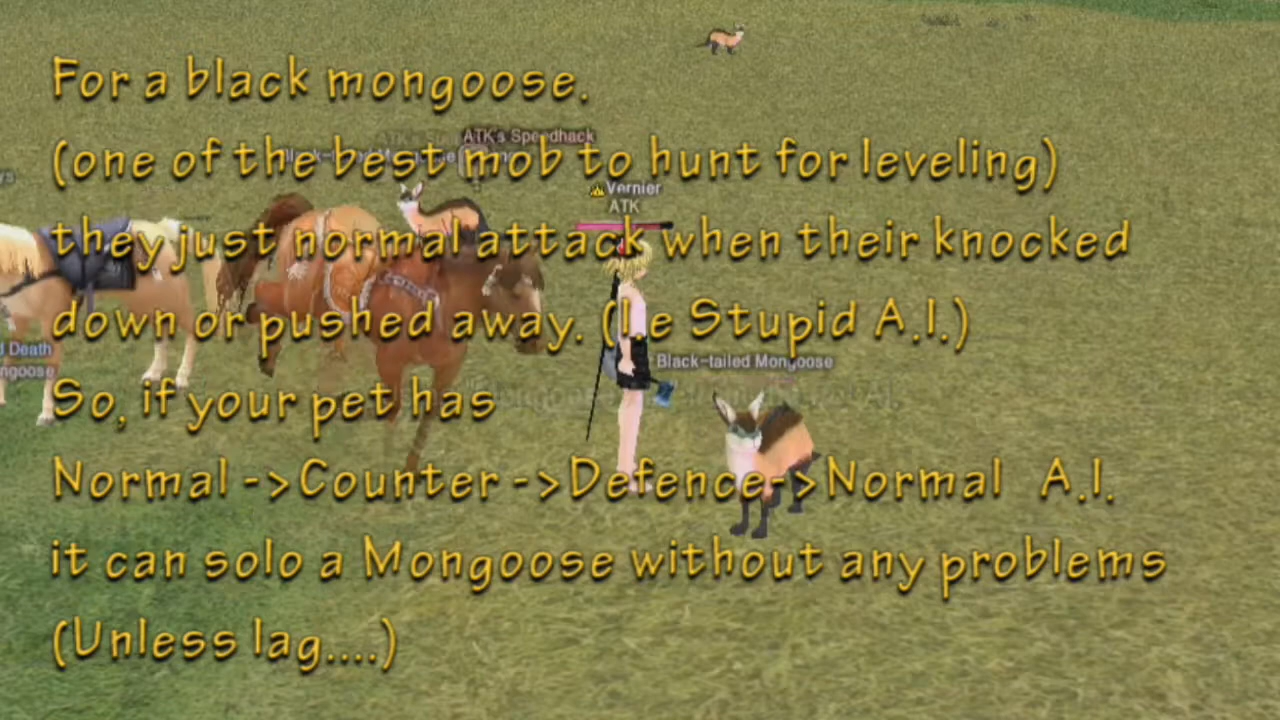 For a black mongoose.
ATK's Speedhack
(one of the best mob to hunt for leveling)
Vernier
ATK
they just normal attack when their knocked
down or pushed away. (I.e Stupid A.I.)
d Death
Black-tailed Mongoose
ngoose
So, if your pet has
Normal ->Counter ->Defence->Normal A.I.
it can solo a Mongoose without any problems
(Unless lag....)